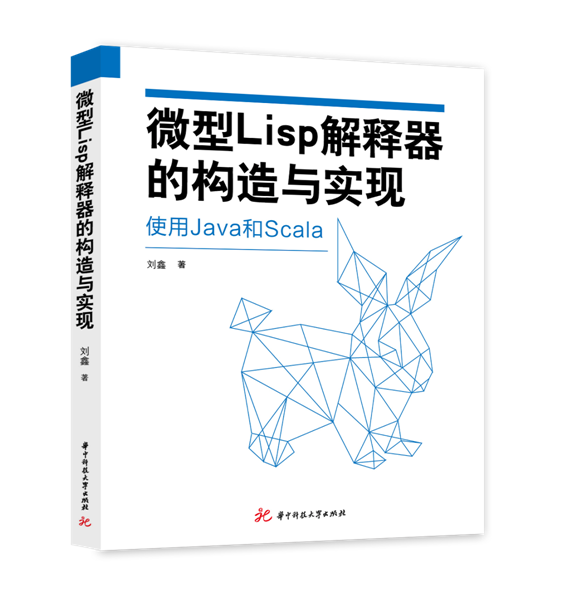 微型Lisp解释器
的构造与实现
使用Java和Scala
刘鑫 著
华中科技大学出版社
微型Lisp解释器的构造与实现
刘鑫 著
华中科技大学出版社